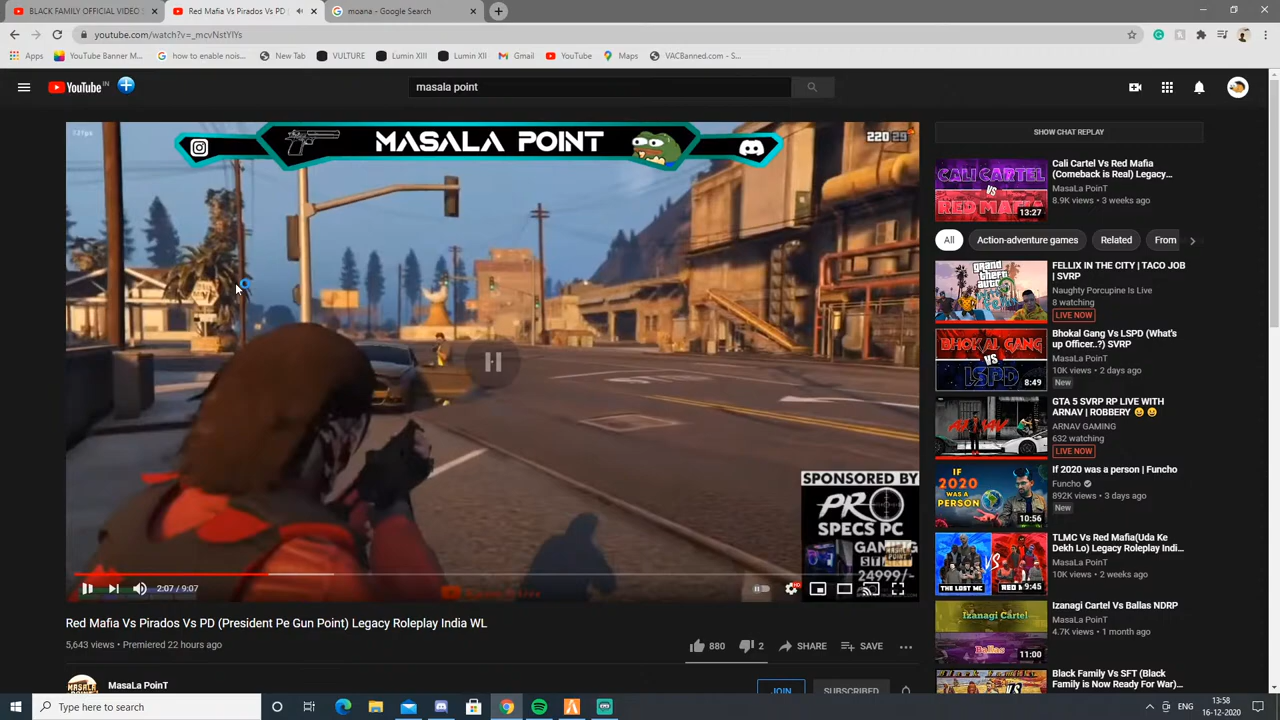 BLACK FAMILY OFFICIAL VIDEO S
Red Mafia Vs Pirados Vs PD
moana - Google Search
youtube.com/watch?v=_mcvNstYlYs
Apps
YouTube Banner M...
how to enable nois...
New Tab
VULTURE
Lumin XIII
Lumin XII
Gmail
YouTube
Maps
VACBanned.com - S...
YouTube IN
masala point
72fps
MASALA POINT
220 29
SPONSORED BY
PRO
SPECS PC
24999/-
2:07 / 9:07
HD
Red Mafia Vs Pirados Vs PD (President at Gun Point) Legacy Roleplay India WL
5,643 views • Premiered 22 hours ago
880
2
SHARE
SAVE
MasaLa PoinT
JOIN
SUBSCRIBED
SHOW CHAT REPLAY
CALI CARTEL
VS
RED MAFIA
13:27
Cali Cartel Vs Red Mafia
(Comeback is Real) Legacy...
MasaLa PoinT
8.9K views • 3 weeks ago
All
Action-adventure games
Related
From
grand
theft
auto
FELLIX IN THE CITY | TACO JOB
| SVRP
Naughty Porcupine Is Live
8 watching
LIVE NOW
BHOKAL GANG
VS
LSPD
8:49
Bhokal Gang Vs LSPD (What's
up Officer..?) SVRP
MasaLa PoinT
10K views • 2 days ago
New
GTA 5 SVRP RP LIVE WITH
ARNAV | ROBBERY
ARNAV GAMING
632 watching
LIVE NOW
IF
2020
WAS A
PERSON
10:56
If 2020 was a person | Funcho
Funcho
892K views • 3 days ago
New
THE LOST MC
VS
9:45
TLMC Vs Red Mafia(Uda Ke
Dekh Lo) Legacy Roleplay Indi...
MasaLa PoinT
10K views • 2 weeks ago
Izanagi Cartel
Ballas
11:00
Izanagi Cartel Vs Ballas NDRP
MasaLa PoinT
4.7K views • 1 month ago
Black Family Vs SFT (Black
Family is Now Ready For War)...
Type here to search
ENG
13:58
16-12-2020